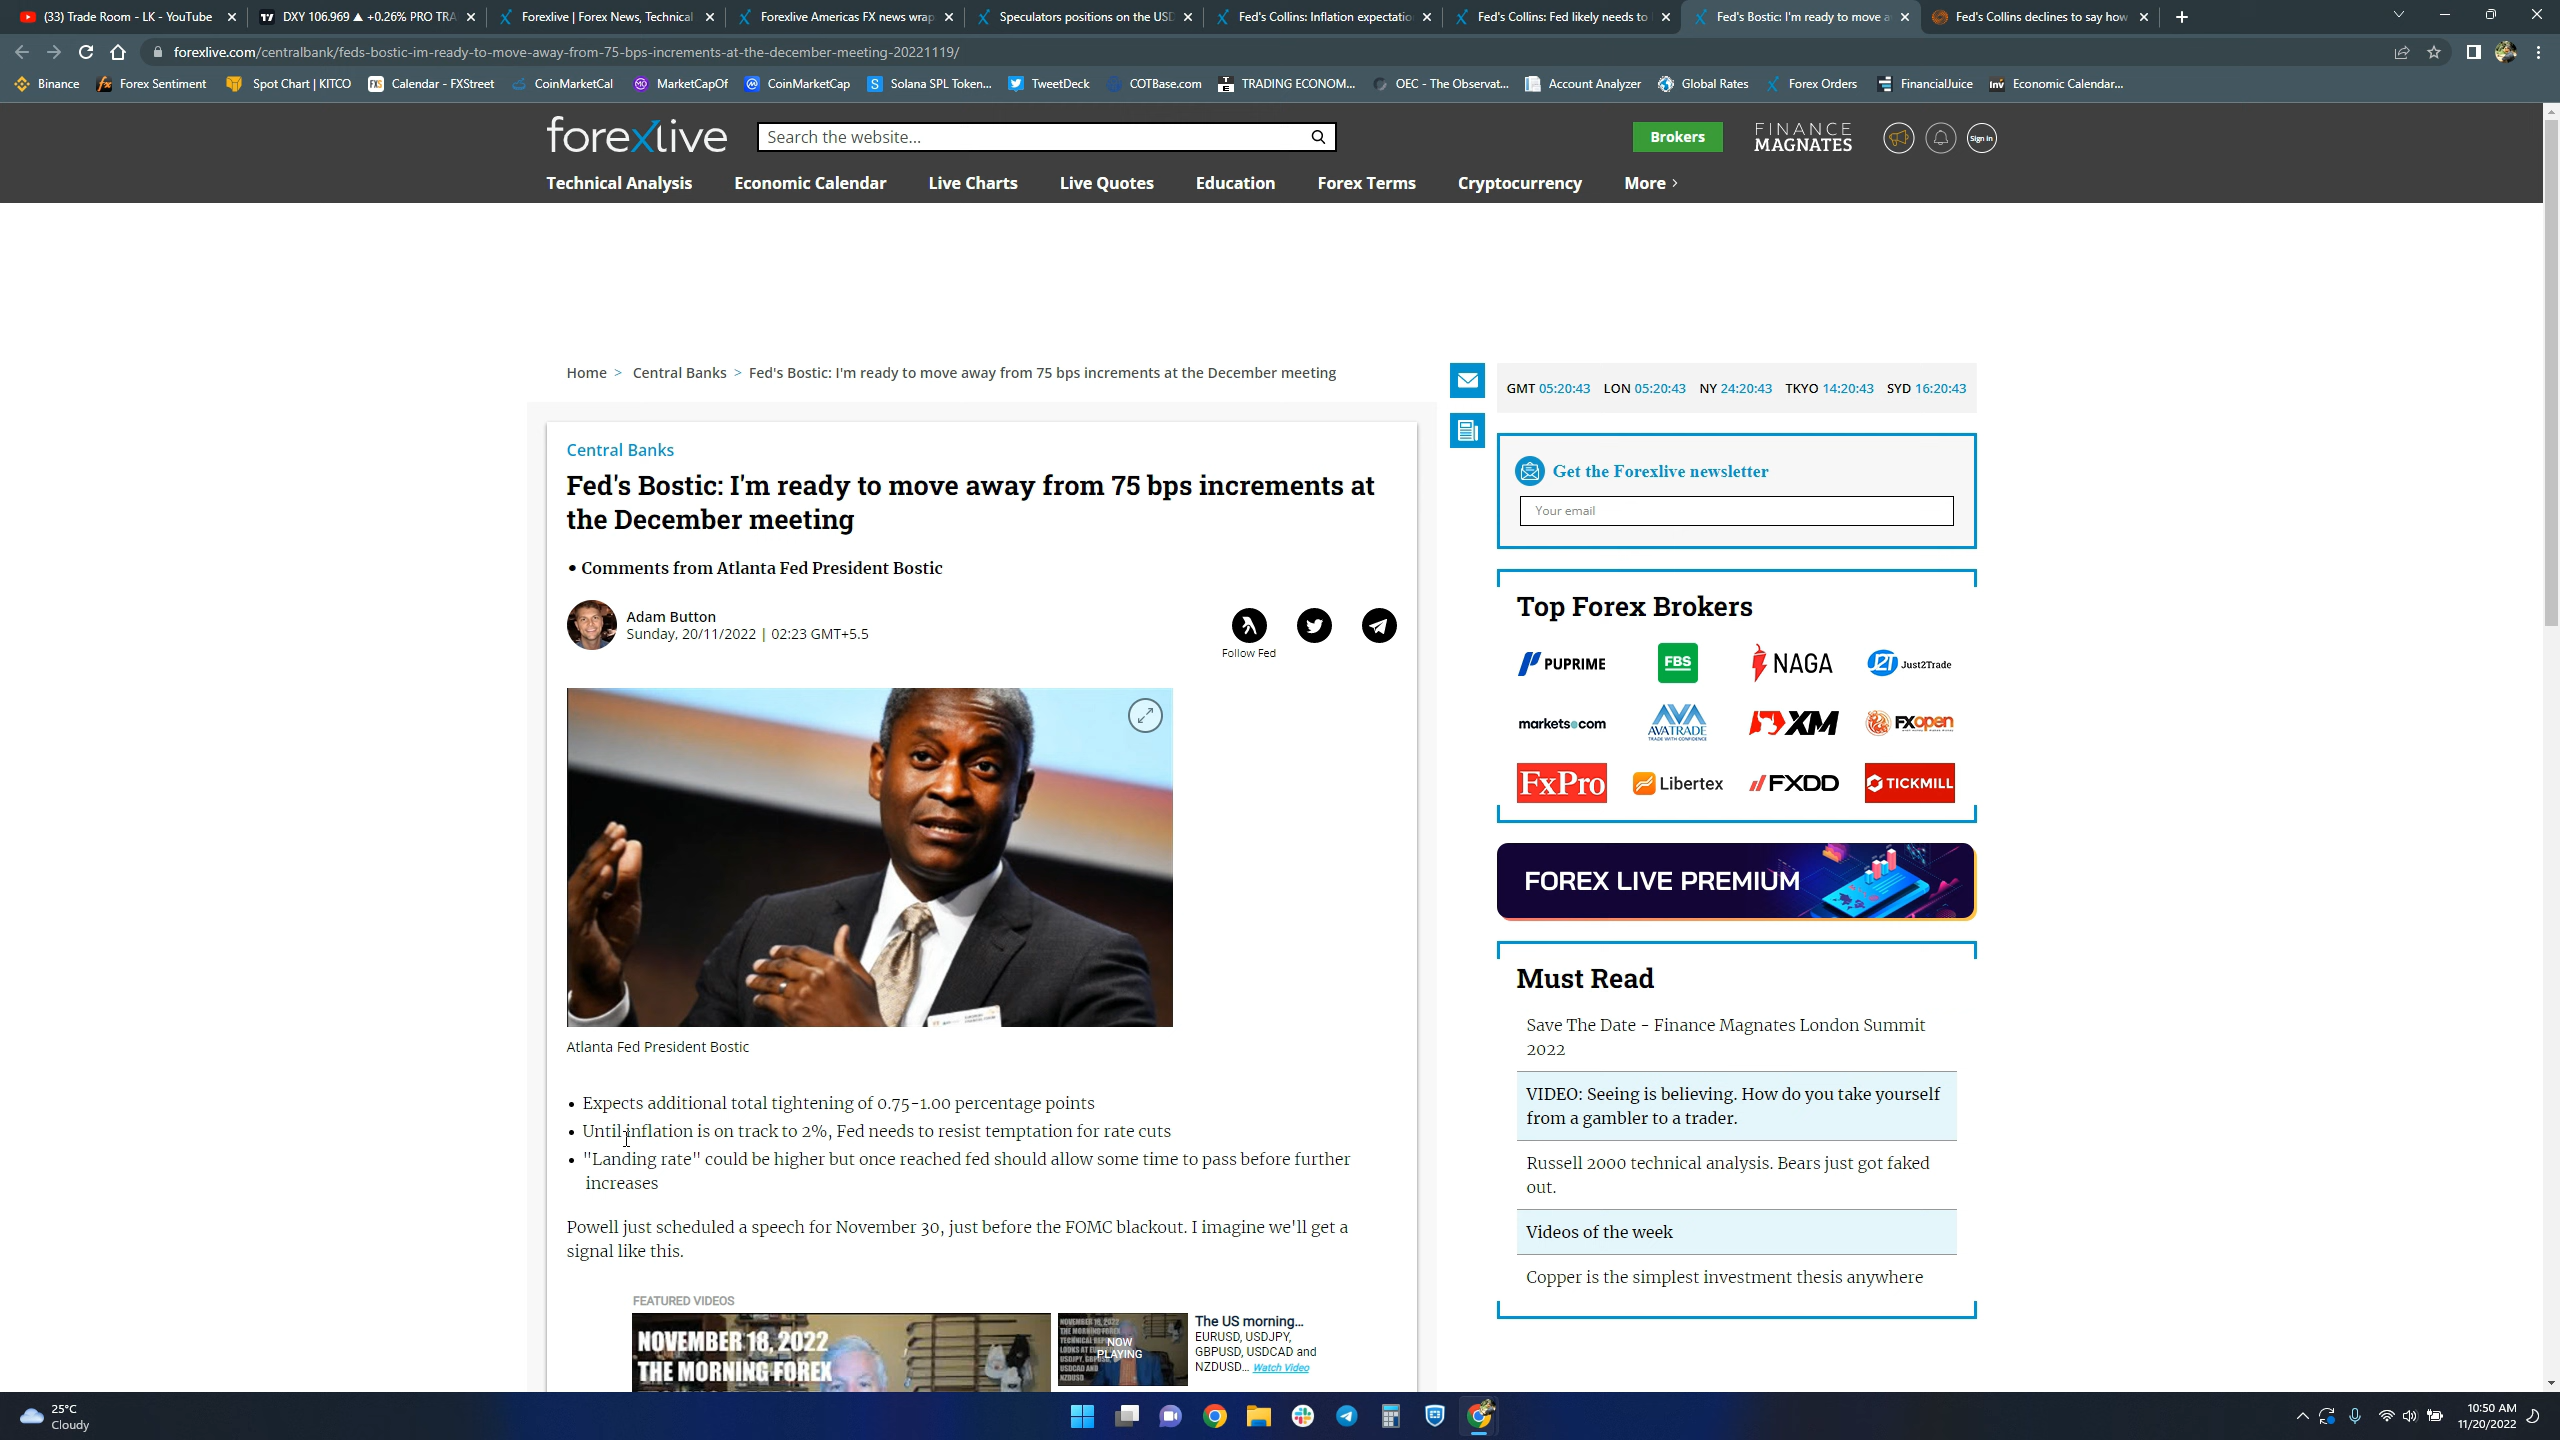 (33) Trade Room - LK - YouTube
DXY 106.969 ▲ +0.26% PRO TRA
Forexlive | Forex News, Technical
Forexlive Americas FX news wrap
Speculators positions on the USD
Fed's Collins: Inflation expectatio
Fed's Collins: Fed likely needs to
Fed's Bostic: I'm ready to move a
Fed's Collins declines to say how
forexlive.com/centralbank/feds-bostic-im-ready-to-move-away-from-75-bps-increments-at-the-december-meeting-20221119/
Binance
Forex Sentiment
Spot Chart | KITCO
Calendar - FXStreet
CoinMarketCal
MarketCapOf
CoinMarketCap
Solana SPL Token...
TweetDeck
COTBase.com
TRADING ECONOM...
OEC - The Observat...
Account Analyzer
Global Rates
Forex Orders
FinancialJuice
Economic Calendar...
forexlive
Search the website...
Brokers
FINANCE
MAGNATES
Sign In
Technical Analysis
Economic Calendar
Live Charts
Live Quotes
Education
Forex Terms
Cryptocurrency
More >
Home > Central Banks > Fed's Bostic: I'm ready to move away from 75 bps increments at the December meeting
Central Banks
Fed's Bostic: I'm ready to move away from 75 bps increments at
the December meeting
• Comments from Atlanta Fed President Bostic
Adam Button
Sunday, 20/11/2022 | 02:23 GMT+5.5
Follow Fed
Atlanta Fed President Bostic
• Expects additional total tightening of 0.75-1.00 percentage points
• Until inflation is on track to 2%, Fed needs to resist temptation for rate cuts
• "Landing rate" could be higher but once reached fed should allow some time to pass before further
increases
Powell just scheduled a speech for November 30, just before the FOMC blackout. I imagine we'll get a
signal like this.
FEATURED VIDEOS
NOVEMBER 18, 2022
THE MORNING FOREX
NOW
PLAYING
The US morning...
EURUSD, USDJPY,
GBPUSD, USDCAD and
NZDUSD... Watch Video
GMT 05:20:43 LON 05:20:43 NY 24:20:43 TKYO 14:20:43 SYD 16:20:43
Get the Forexlive newsletter
Your email
Top Forex Brokers
PUPRIME
FBS
NAGA
J2T Just2Trade
markets.com
AVA
AVATRADE
TRADE WITH CONFIDENCE
XM
FXOpen
FxPro
Libertex
FXDD
TICKMILL
FOREX LIVE PREMIUM
Must Read
Save The Date - Finance Magnates London Summit
2022
VIDEO: Seeing is believing. How do you take yourself
from a gambler to a trader.
Russell 2000 technical analysis. Bears just got faked
out.
Videos of the week
Copper is the simplest investment thesis anywhere
25°C
Cloudy
10:50 AM
11/20/2022